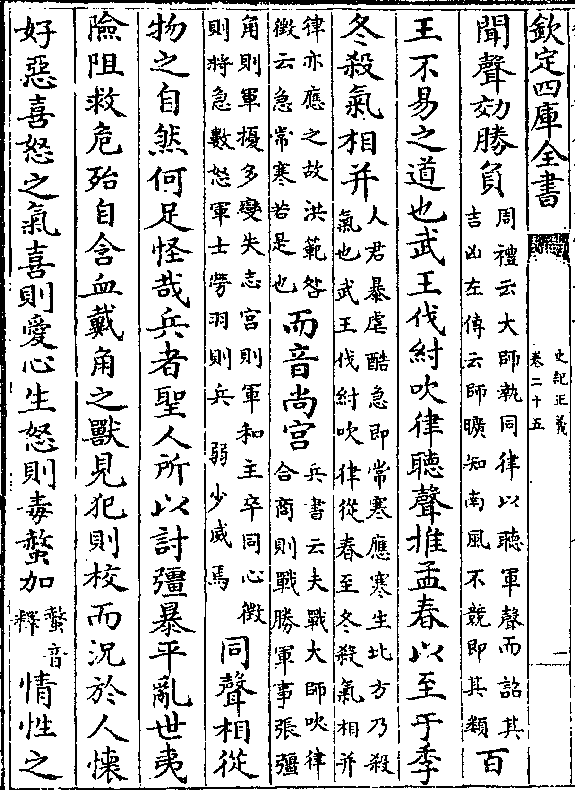 欽定四庫全書
史記正義
卷二十五
一
聞聲効勝負周禮云大師執同律以聽軍聲而詔其吉凶左傳云師曠知南風不競即其類百
王不易之道也武王伐紂吹律聽聲推孟春以至于季
冬殺氣相并人君暴虐酷急即常寒應寒生北方乃殺氣也武王伐紂吹律從春至冬殺氣相并
律亦應之故洪範咎徴云急常寒若是也而音尚宮兵書云夫戰大師吹律合商則戰勝軍事張彊
角則軍擾多變失志宮則軍和主卒同心徴則將急數怒軍士勞羽則兵弱少威焉同聲相從
物之自然何足怪哉兵者聖人所以討彊暴平亂世夷
險阻救危殆自含血戴角之獸見犯則校而況於人懐
好惡喜怒之氣喜則愛心生怒則毒螫加螫音釋情性之